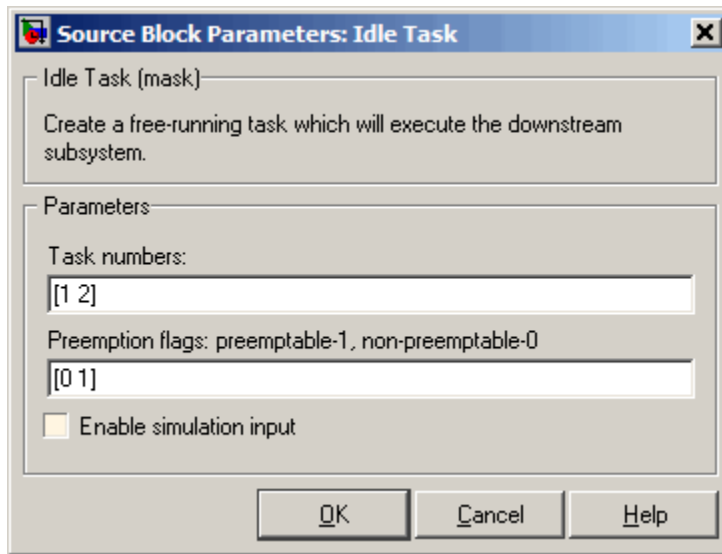 Source Block Parameters: Idle Task
Idle Task (mask)
Create a free-running task which will execute the downstream
subsystem.
Parameters
Task numbers:
[1 2]
Preemption flags: preemptable-1, non-preemptable-0
[0 1]
Enable simulation input
OK Cancel Help